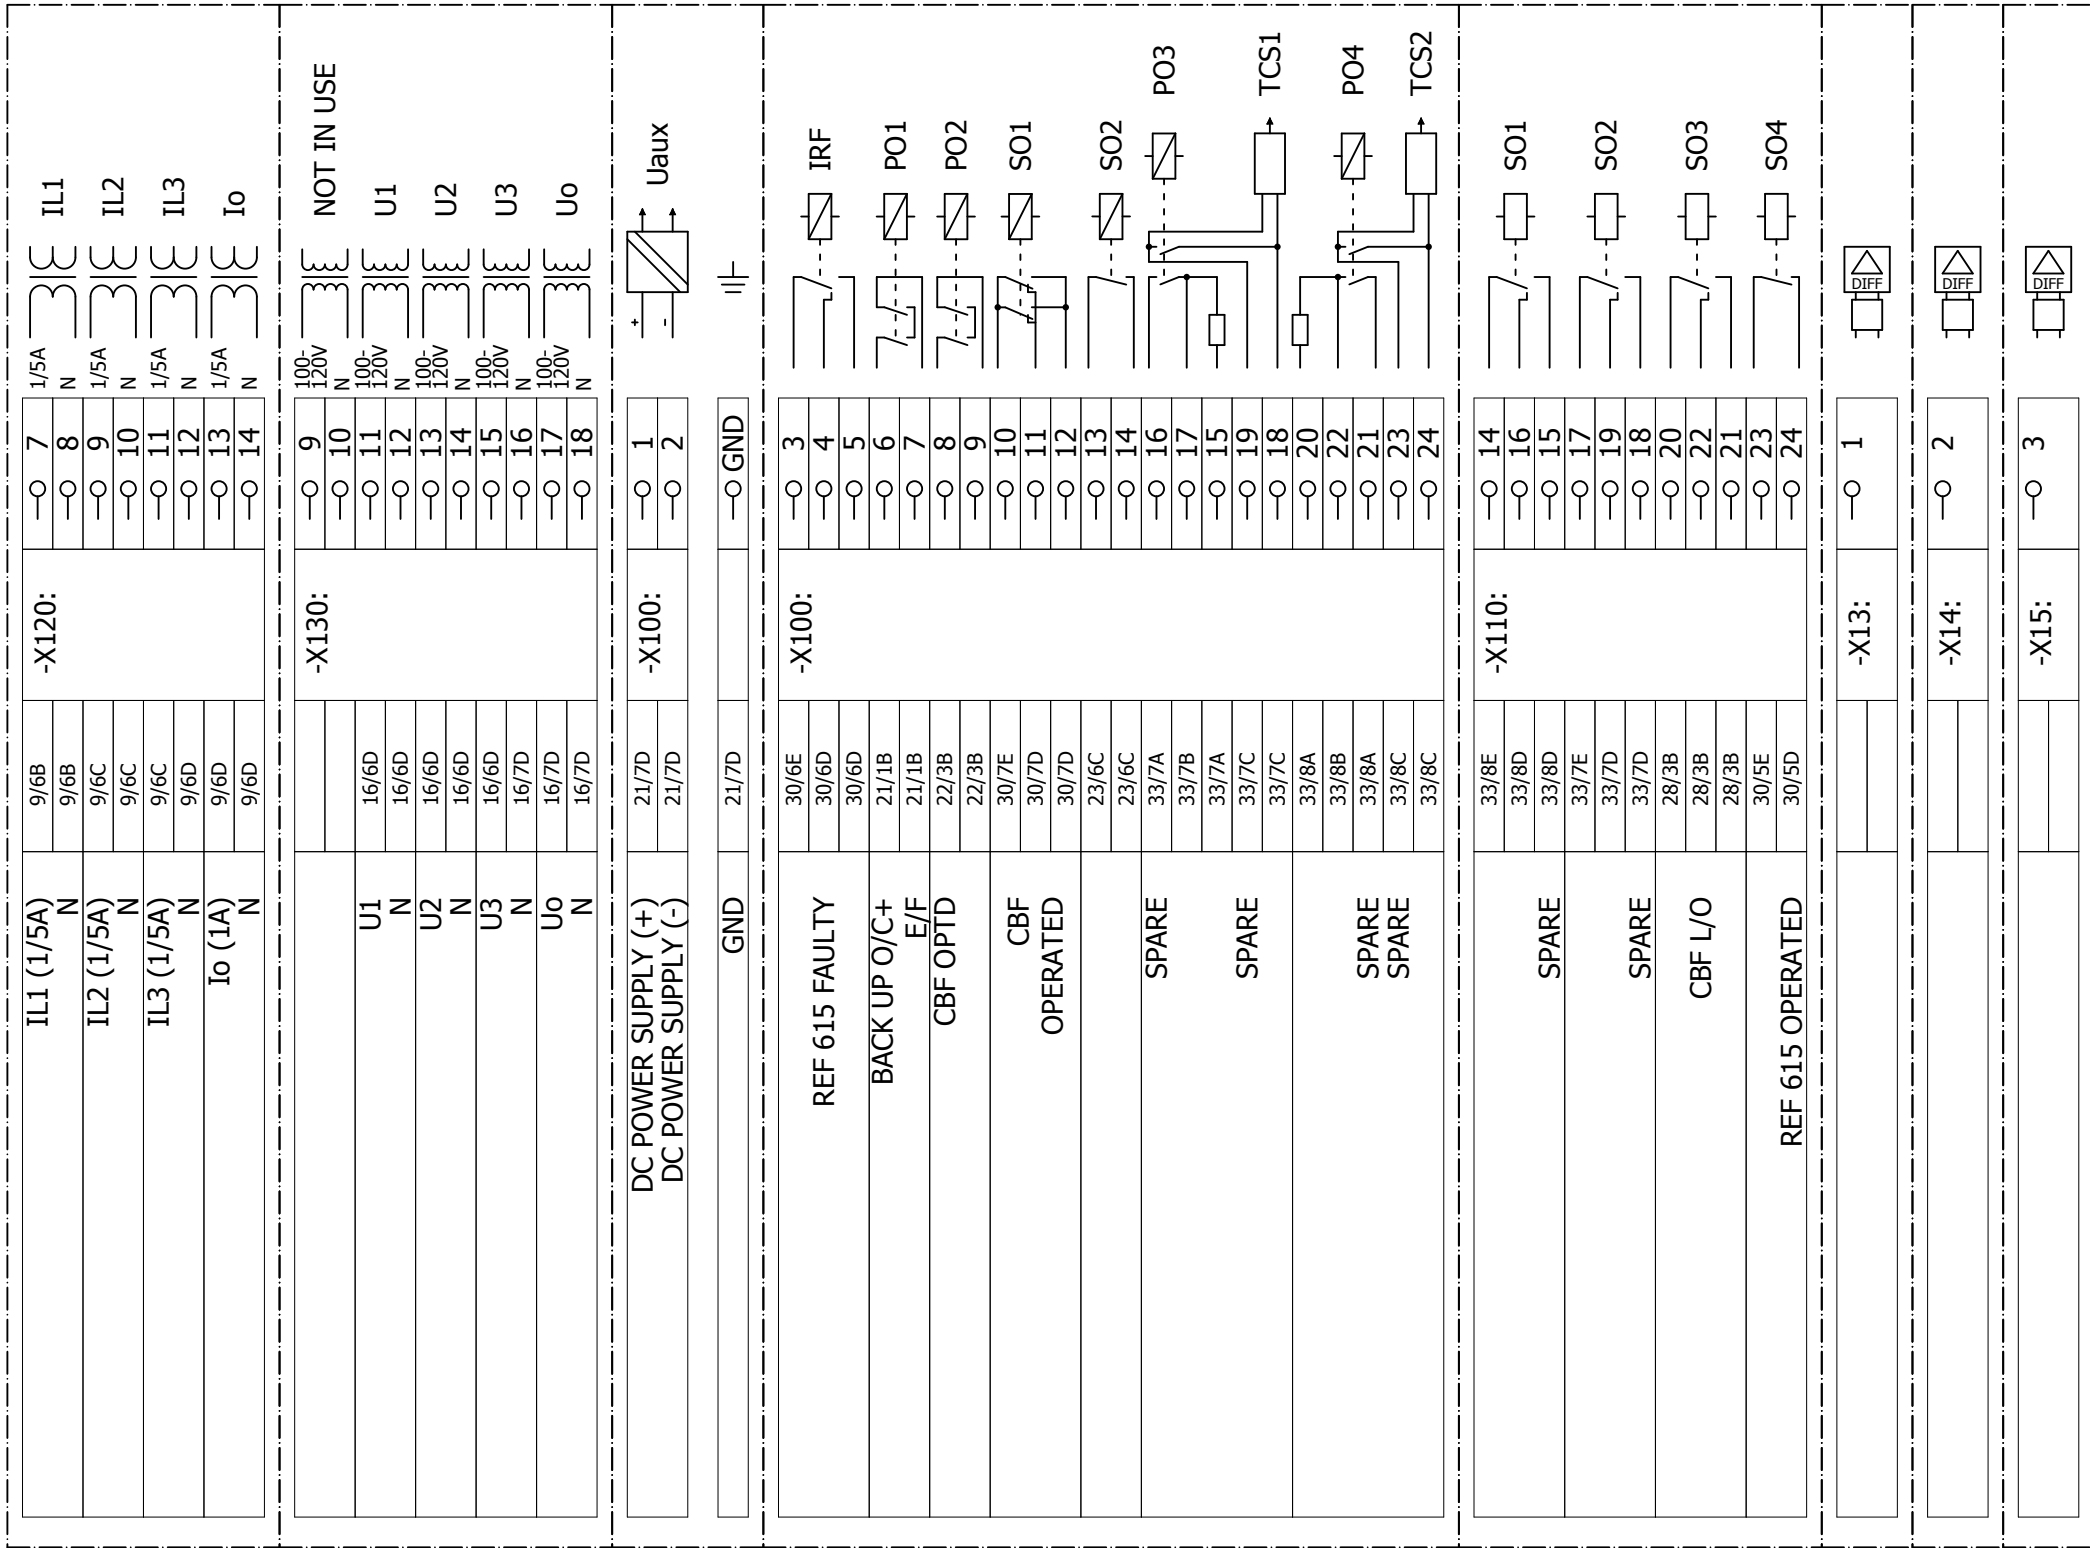 IL1 (1/5A) 9/6B -X120: 7 1/5A IL1
N 9/6B 8 N
IL2 (1/5A) 9/6C 9 1/5A IL2
N 9/6C 10 N
IL3 (1/5A) 9/6C 11 1/5A IL3
N 9/6D 12 N
Io (1A) 9/6D 13 1/5A Io
N 9/6D 14 N
-X130: 9 100-120V NOT IN USE
10 N
U1 16/6D 11 100-120V U1
N 16/6D 12 N
U2 16/6D 13 100-120V U2
N 16/6D 14 N
U3 16/6D 15 100-120V U3
N 16/7D 16 N
Uo 16/7D 17 100-120V Uo
N 16/7D 18 N
DC POWER SUPPLY (+) 21/7D -X100: 1 + Uaux
DC POWER SUPPLY (-) 21/7D 2 -
GND 21/7D GND
30/6E -X100: 3
REF 615 FAULTY 30/6D 4 IRF
30/6D 5
BACK UP O/C+ 21/1B 6 PO1
E/F 21/1B 7
CBF OPTD 22/3B 8 PO2
22/3B 9
CBF 30/7E 10 SO1
OPERATED 30/7D 11
30/7D 12
23/6C 13 SO2
23/6C 14
SPARE 33/7A 16 PO3
33/7B 17
33/7A 15
SPARE 33/7C 19 TCS1
33/7C 18
33/8A 20
33/8B 22 PO4
SPARE 33/8A 21
SPARE 33/8C 23 TCS2
33/8C 24
33/8E -X110: 14 SO1
33/8D 16
SPARE 33/8D 15
33/7E 17 SO2
33/7D 19
SPARE 33/7D 18
28/3B 20 SO3
CBF L/O 28/3B 22
28/3B 21
30/5E 23 SO4
REF 615 OPERATED 30/5D 24
-X13: 1 DIFF
-X14: 2 DIFF
-X15: 3 DIFF